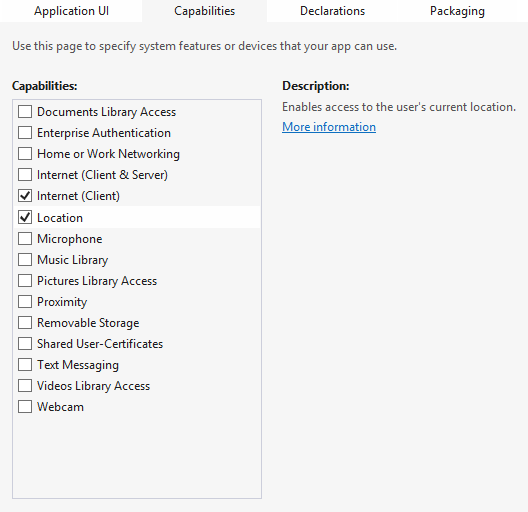 Application UI Capabilities Declarations Packaging
Use this page to specify system features or devices that your app can use.
Capabilities:
Documents Library Access
Enterprise Authentication
Home or Work Networking
Internet (Client & Server)
Internet (Client)
Location
Microphone
Music Library
Pictures Library Access
Proximity
Removable Storage
Shared User-Certificates
Text Messaging
Videos Library Access
Webcam
Description:
Enables access to the user's current location.
More information